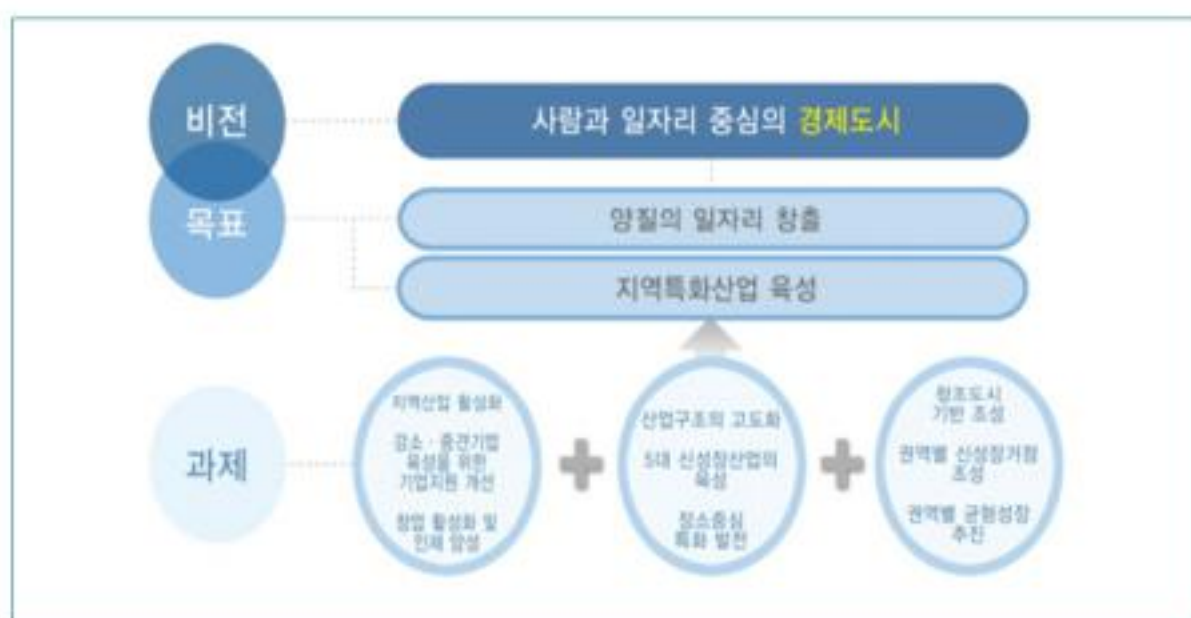 비전
사람과 일자리 중심의 경제도시
목표
양질의 일자리 창출
지역특화산업 육성
과제
지역산업 활성화
강소·중견기업
육성을 위한
기업지원 개선
창업 활성화 및
인재 양성
산업구조의 고도화
5대 신성장산업의
육성
장소중심
특화 발전
창조도시
기반 조성
권역별 신성장거점
조성
권역별 균형성장
추진